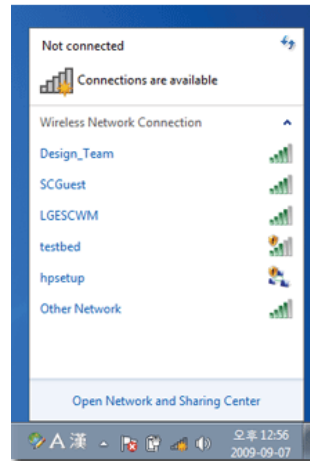 Not connected
Connections are available
Wireless Network Connection
Design_Team
SCGuest
LGESCWM
testbed
hpsetup
Other Network
Open Network and Sharing Center
A 漢 오후 12:56
2009-09-07